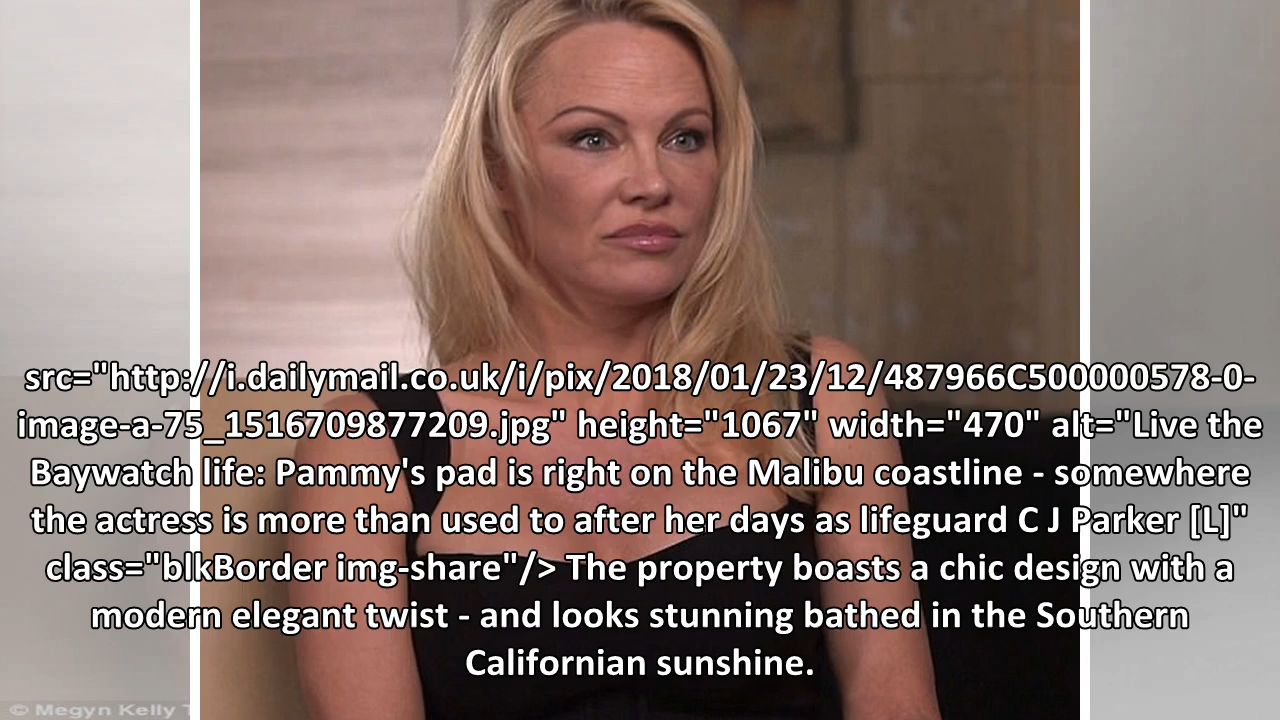 src="http://i.dailymail.co.uk/i/pix/2018/01/23/12/487966C500000578-0-
image-a-75_1516709877209.jpg" height="1067" width="470" alt="Live the
Baywatch life: Pammy's pad is right on the Malibu coastline - somewhere
the actress is more than used to after her days as lifeguard C J Parker [L]"
class="blkBorder img-share"/> The property boasts a chic design with a
modern elegant twist - and looks stunning bathed in the Southern
Californian sunshine.
© Megyn Kelly T